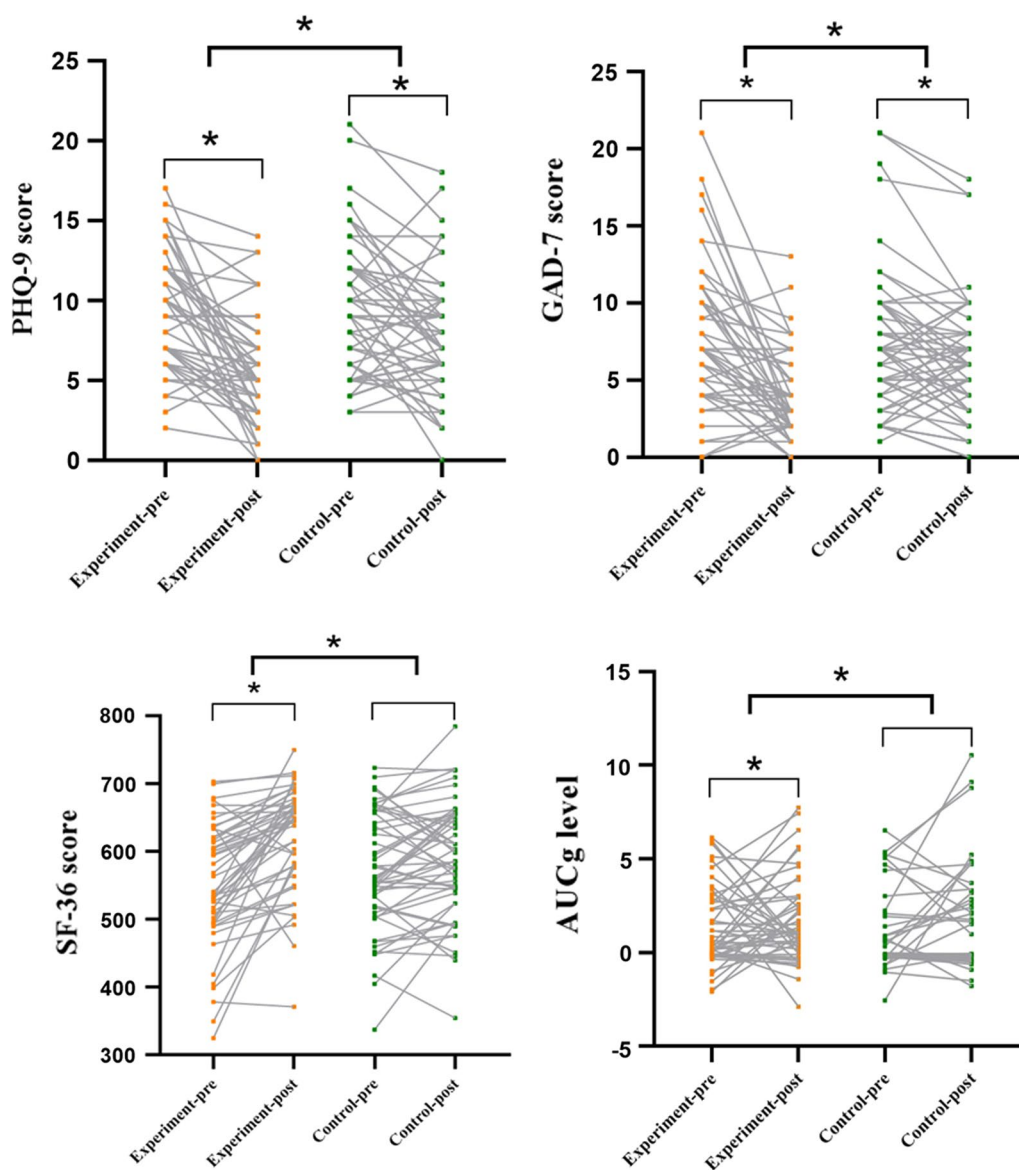 *
*
*
25
20
15
10
5
0
PHQ-9 score
Experiment-pre
Experiment-post
Control-pre
Control-post
*
*
*
25
20
15
10
5
0
GAD-7 score
Experiment-pre
Experiment-post
Control-pre
Control-post
*
*
800
700
600
500
400
300
SF-36 score
Experiment-pre
Experiment-post
Control-pre
Control-post
*
*
15
10
5
0
-5
AUCg level
Experiment-pre
Experiment-post
Control-pre
Control-post